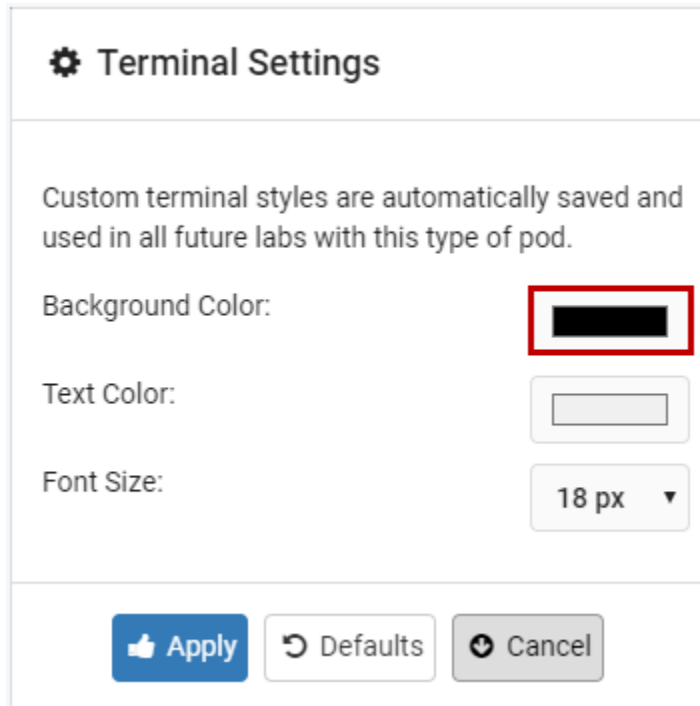 Terminal Settings
Custom terminal styles are automatically saved and
used in all future labs with this type of pod.
Background Color:
Text Color:
Font Size:
18 px
Apply
Defaults
Cancel